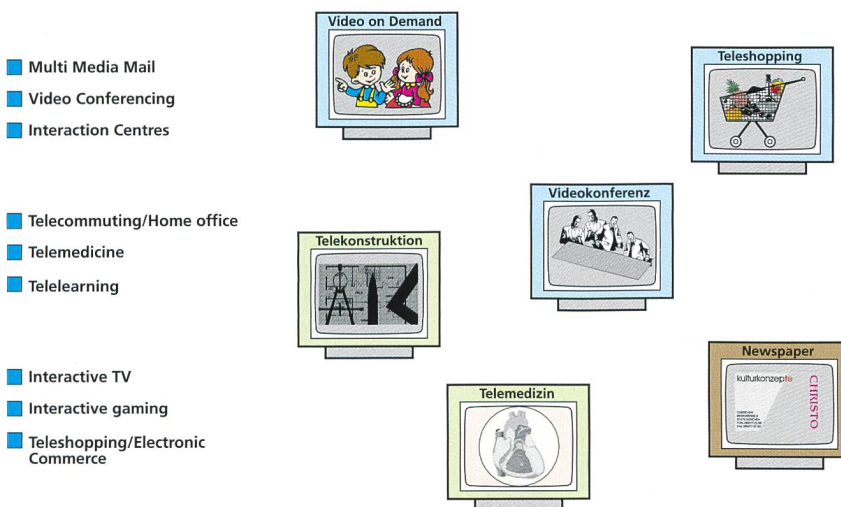 Multi Media Mail
Video Conferencing
Interaction Centres
Telecommuting/Home office
Telemedicine
Telelearning
Interactive TV
Interactive gaming
Teleshopping/Electronic
Commerce
Video on Demand
Teleshopping
Videokonferenz
Telekonstruktion
Newspaper
kulturkonzepte
CHRISTO
Telemedizin